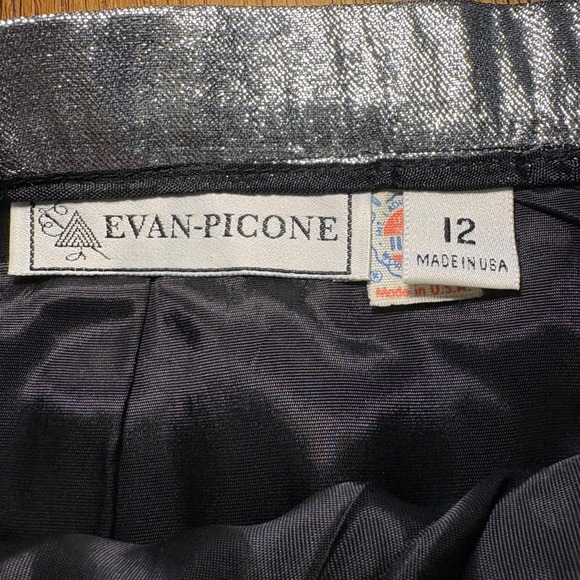 EVAN-PICONE
12
MADE IN USA
Made in U.S.